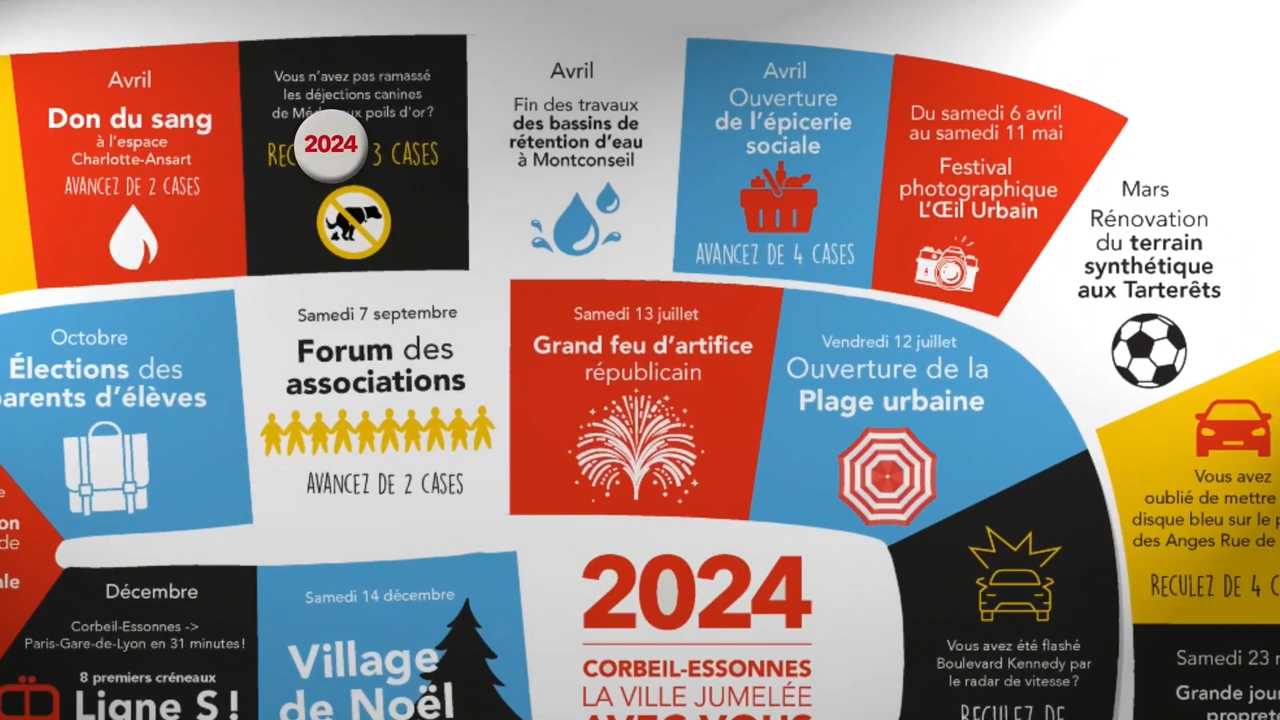 Avril
Don du sang
à l'espace
Charlotte-Ansart
AVANCEZ DE 2 CASES
Vous n'avez pas ramassé
les déjections canines
poils d'or?
3 CASES
2024
Avril
Fin des travaux
des bassins de
rétention d'eau
à Montconseil
Avril
Ouverture
de l'épicerie
sociale
AVANCEZ DE 4 CASES
Du samedi 6 avril
au samedi 11 mai
Festival
photographique
L'Œil Urbain
Mars
Rénovation
du terrain
synthétique
aux Tarterêts
Octobre
Élections des
parents d'élèves
Samedi 7 septembre
Forum des
associations
AVANCEZ DE 2 CASES
Samedi 13 juillet
Grand feu d'artifice
républicain
Vendredi 12 juillet
Ouverture de la
Plage urbaine
Vous avez
oublié de mettre
disque bleu sur le
des Anges Rue de
RECULEZ DE 4
Décembre
Corbeil-Essonnes ->
Paris-Gare-de-Lyon en 31 minutes!
8 premiers créneaux
Ligne S !
Samedi 14 décembre
Village
de Noël
2024
CORBEIL-ESSONNES
LA VILLE JUMELÉE
AVEC VOUS
Vous avez été flashé
Boulevard Kennedy par
le radar de vitesse?
RECULEZ DE
Samedi 23
Grande